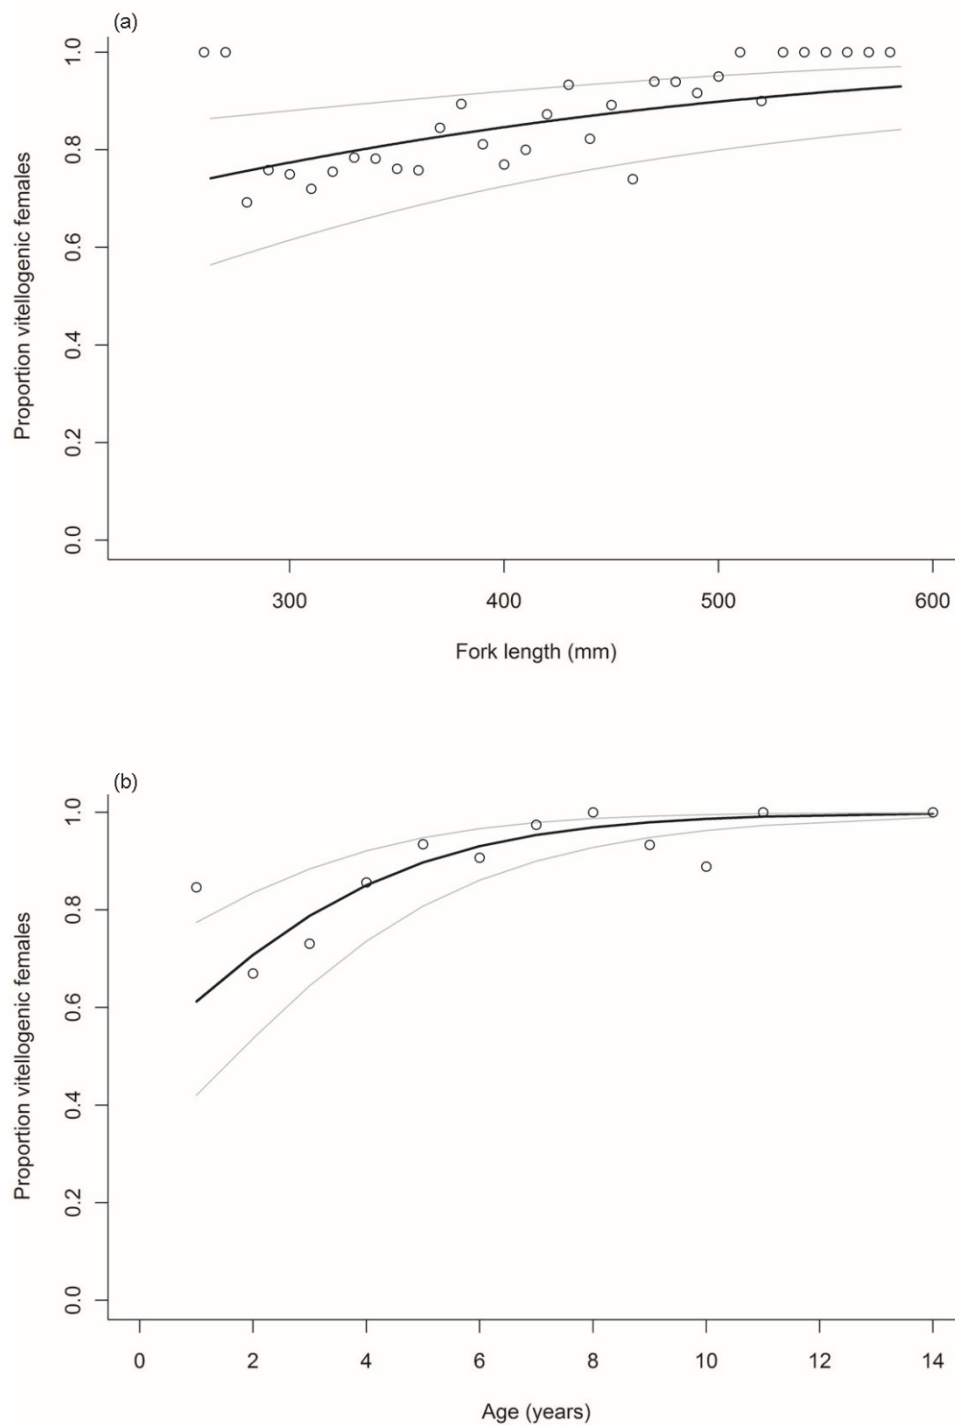 (a)
1.0
0.8
0.6
0.4
0.2
0.0
Proportion vitellogenic females
300 400 500 600
Fork length (mm)
(b)
1.0
0.8
0.6
0.4
0.2
0.0
Proportion vitellogenic females
0 2 4 6 8 10 12 14
Age (years)